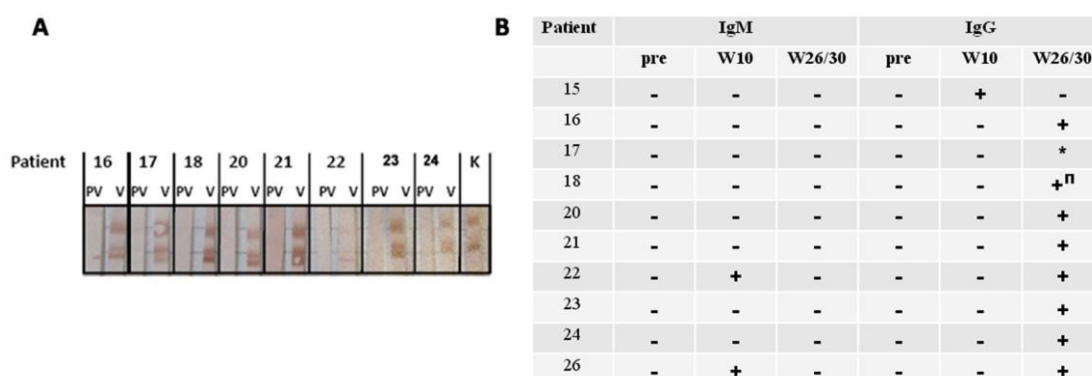 A
Patient 16 17 18 20 21 22 23 24 K
PV V PV V PV V PV V PV V PV V PV V PV V
B
Patient IgM IgG
pre W10 W26/30 pre W10 W26/30
15 - - - - + -
16 - - - - - +
17 - - - - - *
18 - - - - - +п
20 - - - - - +
21 - - - - - +
22 - + - - - +
23 - - - - - +
24 - - - - - +
26 - + - - - +